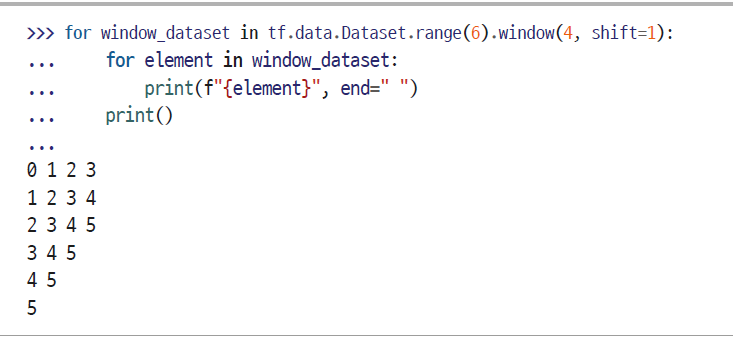 >>> for window_dataset in tf.data.Dataset.range(6).window(4, shift=1):
...     for element in window_dataset:
...         print(f"{element}", end=" ")
...     print()
...
0 1 2 3
1 2 3 4
2 3 4 5
3 4 5
4 5
5